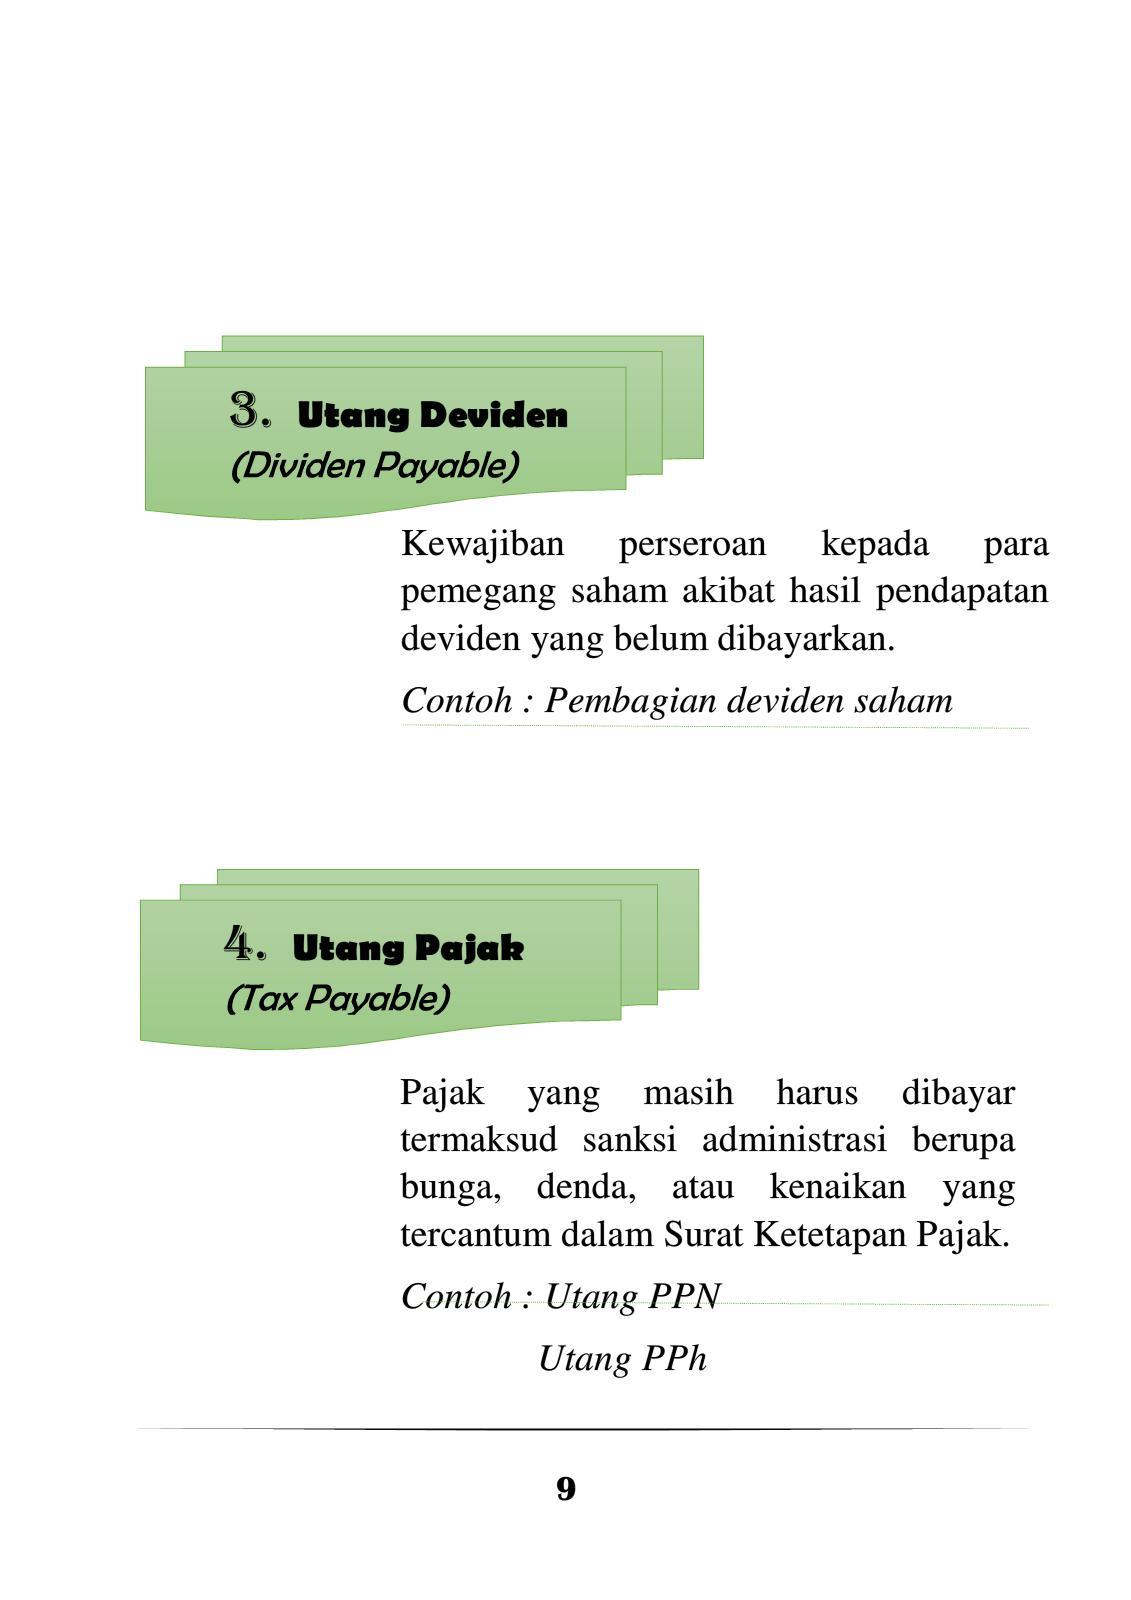 3. Utang Deviden
(Dividen Payable)
Kewajiban perseroan kepada para
pemegang saham akibat hasil pendapatan
deviden yang belum dibayarkan.
Contoh : Pembagian deviden saham
4. Utang Pajak
(Tax Payable)
Pajak yang masih harus dibayar
termaksud sanksi administrasi berupa
bunga, denda, atau kenaikan yang
tercantum dalam Surat Ketetapan Pajak.
Contoh : Utang PPN
Utang PPh
9